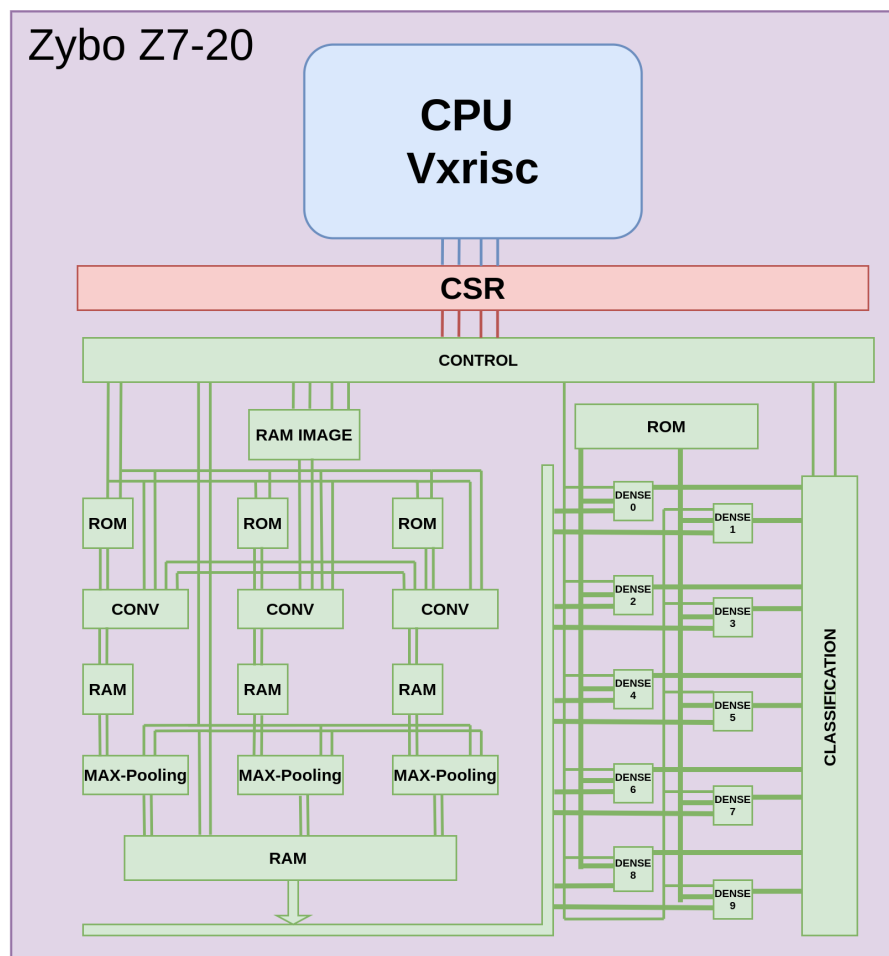 Zybo Z7-20
CPU
Vxrisc
CSR
CONTROL
RAM IMAGE
ROM
ROM
ROM
ROM
CONV
CONV
CONV
RAM
RAM
RAM
MAX-Pooling
MAX-Pooling
MAX-Pooling
RAM
DENSE
0
DENSE
1
DENSE
2
DENSE
3
DENSE
4
DENSE
5
DENSE
6
DENSE
7
DENSE
8
DENSE
9
CLASSIFICATION